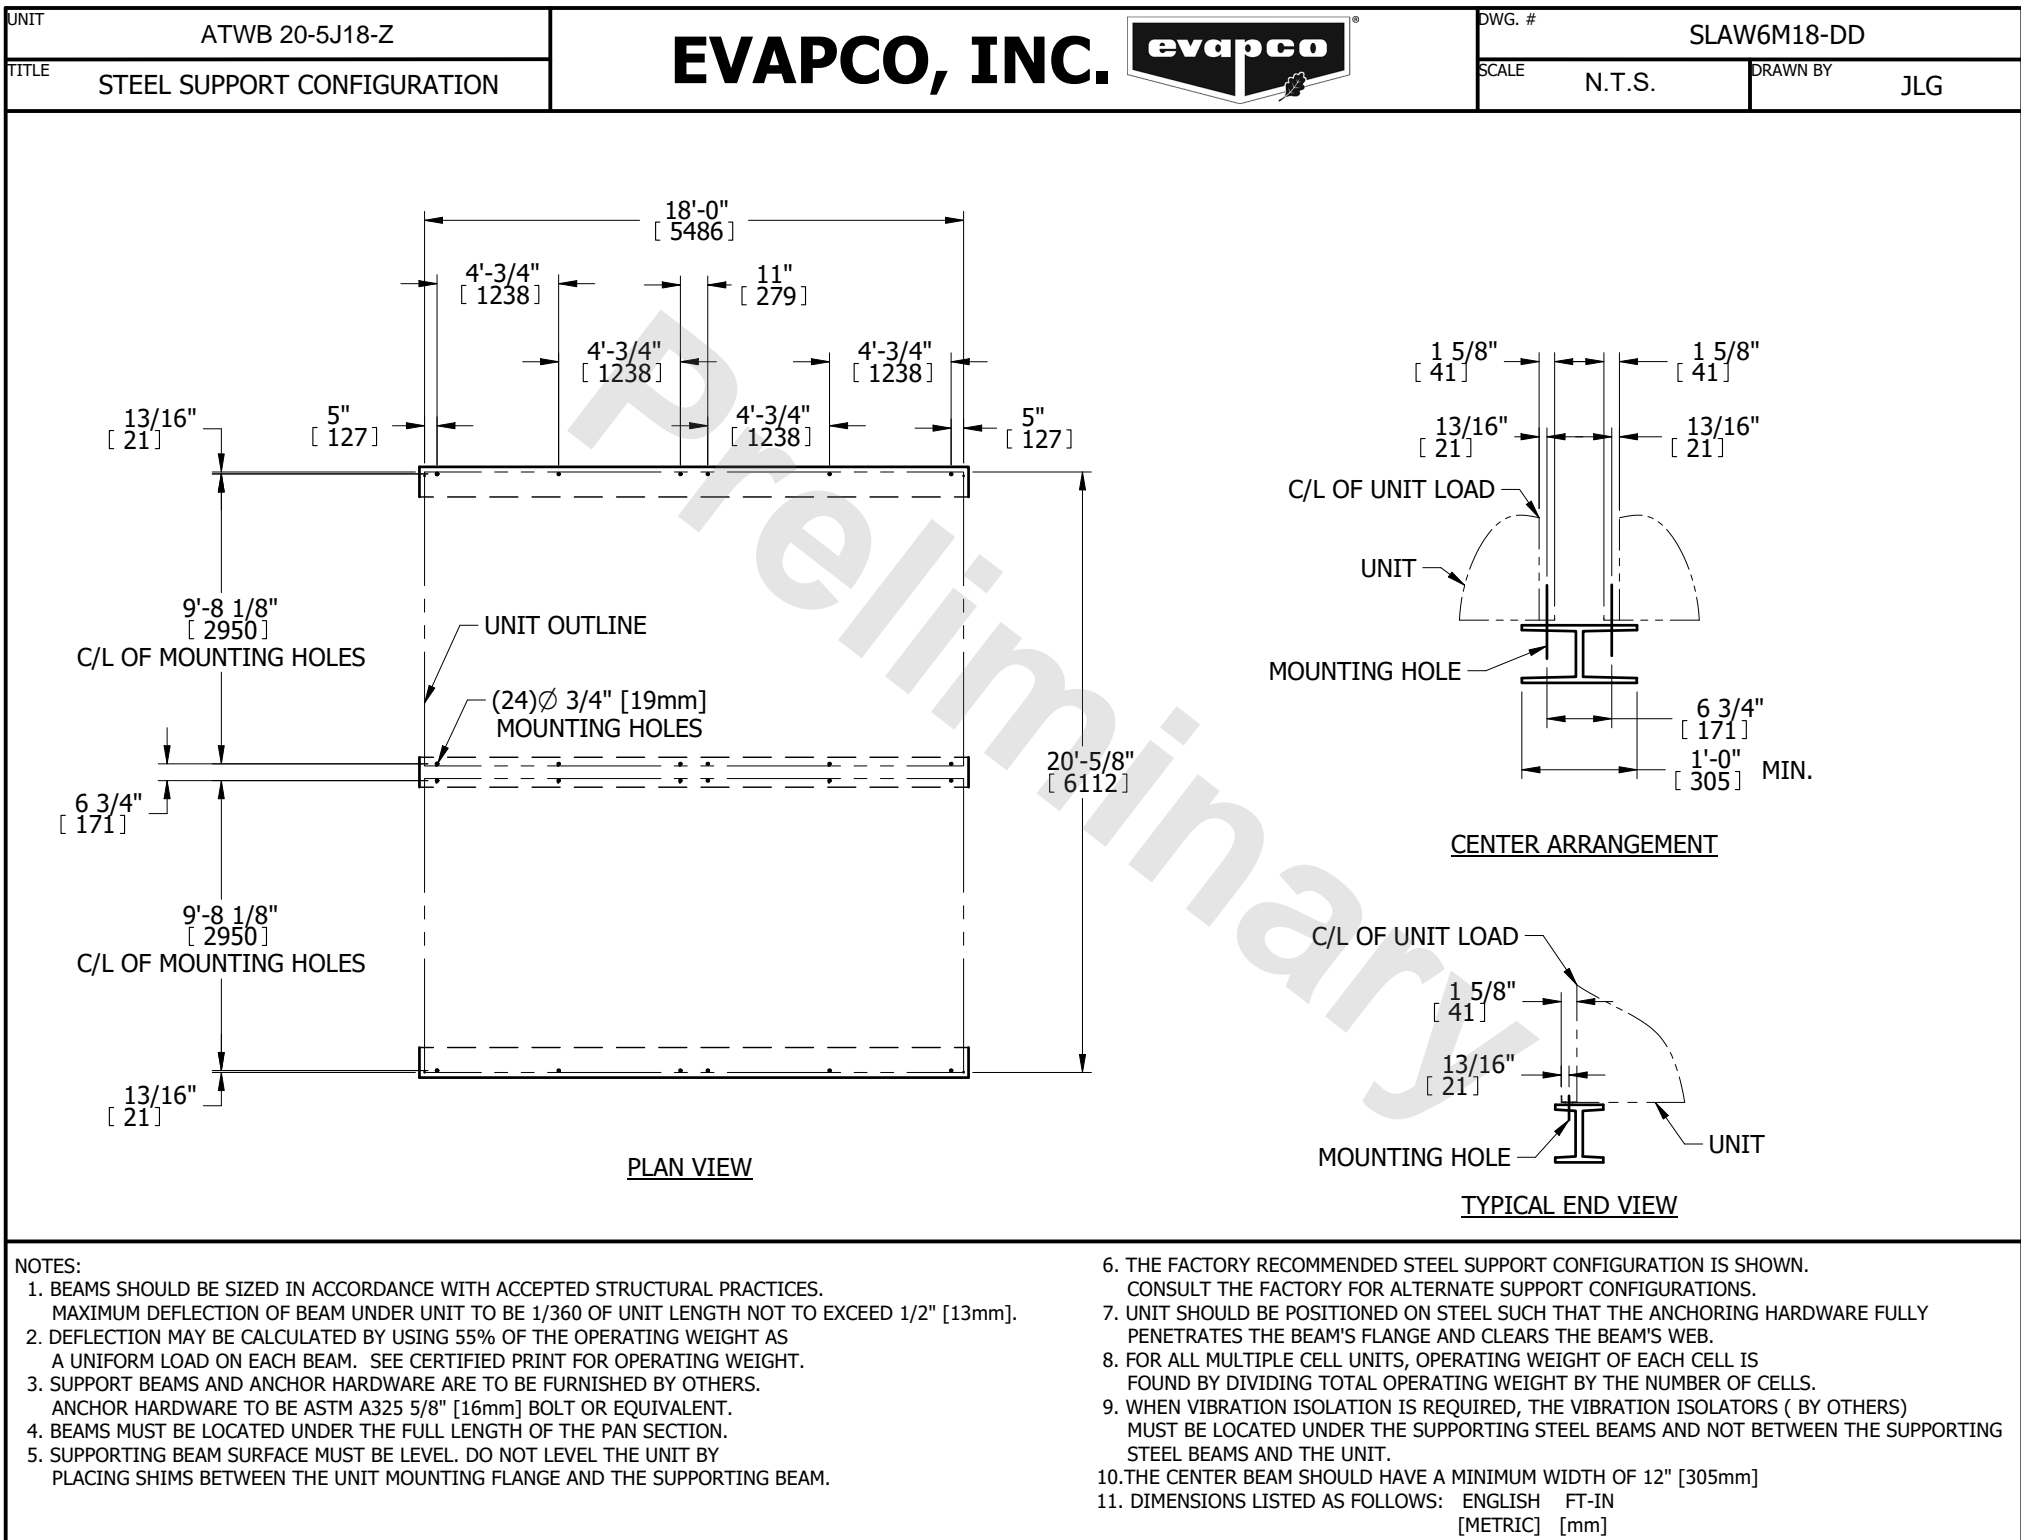 UNIT
ATWB 20-5J18-Z
TITLE
STEEL SUPPORT CONFIGURATION
EVAPCO, INC.
evapco
®
DWG. #
SLAW6M18-DD
SCALE
N.T.S.
DRAWN BY
JLG
18'-0"
[ 5486 ]
4'-3/4"
[ 1238 ]
11"
[ 279 ]
4'-3/4"
[ 1238 ]
4'-3/4"
[ 1238 ]
13/16"
[ 21 ]
5"
[ 127 ]
4'-3/4"
[ 1238 ]
5"
[ 127 ]
9'-8 1/8"
[ 2950 ]
C/L OF MOUNTING HOLES
UNIT OUTLINE
(24)∅ 3/4" [19mm]
MOUNTING HOLES
20'-5/8"
[ 6112 ]
6 3/4"
[ 171 ]
9'-8 1/8"
[ 2950 ]
C/L OF MOUNTING HOLES
13/16"
[ 21 ]
PLAN VIEW
Preliminary
1 5/8"
[ 41 ]
1 5/8"
[ 41 ]
13/16"
[ 21 ]
13/16"
[ 21 ]
C/L OF UNIT LOAD
UNIT
MOUNTING HOLE
6 3/4"
[ 171 ]
1'-0"
[ 305 ] MIN.
CENTER ARRANGEMENT
C/L OF UNIT LOAD
1 5/8"
[ 41 ]
13/16"
[ 21 ]
MOUNTING HOLE
UNIT
TYPICAL END VIEW
NOTES:
1. BEAMS SHOULD BE SIZED IN ACCORDANCE WITH ACCEPTED STRUCTURAL PRACTICES.
MAXIMUM DEFLECTION OF BEAM UNDER UNIT TO BE 1/360 OF UNIT LENGTH NOT TO EXCEED 1/2" [13mm].
2. DEFLECTION MAY BE CALCULATED BY USING 55% OF THE OPERATING WEIGHT AS
A UNIFORM LOAD ON EACH BEAM. SEE CERTIFIED PRINT FOR OPERATING WEIGHT.
3. SUPPORT BEAMS AND ANCHOR HARDWARE ARE TO BE FURNISHED BY OTHERS.
ANCHOR HARDWARE TO BE ASTM A325 5/8" [16mm] BOLT OR EQUIVALENT.
4. BEAMS MUST BE LOCATED UNDER THE FULL LENGTH OF THE PAN SECTION.
5. SUPPORTING BEAM SURFACE MUST BE LEVEL. DO NOT LEVEL THE UNIT BY
PLACING SHIMS BETWEEN THE UNIT MOUNTING FLANGE AND THE SUPPORTING BEAM.
6. THE FACTORY RECOMMENDED STEEL SUPPORT CONFIGURATION IS SHOWN.
CONSULT THE FACTORY FOR ALTERNATE SUPPORT CONFIGURATIONS.
7. UNIT SHOULD BE POSITIONED ON STEEL SUCH THAT THE ANCHORING HARDWARE FULLY
PENETRATES THE BEAM'S FLANGE AND CLEARS THE BEAM'S WEB.
8. FOR ALL MULTIPLE CELL UNITS, OPERATING WEIGHT OF EACH CELL IS
FOUND BY DIVIDING TOTAL OPERATING WEIGHT BY THE NUMBER OF CELLS.
9. WHEN VIBRATION ISOLATION IS REQUIRED, THE VIBRATION ISOLATORS ( BY OTHERS)
MUST BE LOCATED UNDER THE SUPPORTING STEEL BEAMS AND NOT BETWEEN THE SUPPORTING
STEEL BEAMS AND THE UNIT.
10.THE CENTER BEAM SHOULD HAVE A MINIMUM WIDTH OF 12" [305mm]
11. DIMENSIONS LISTED AS FOLLOWS: ENGLISH FT-IN
[METRIC] [mm]